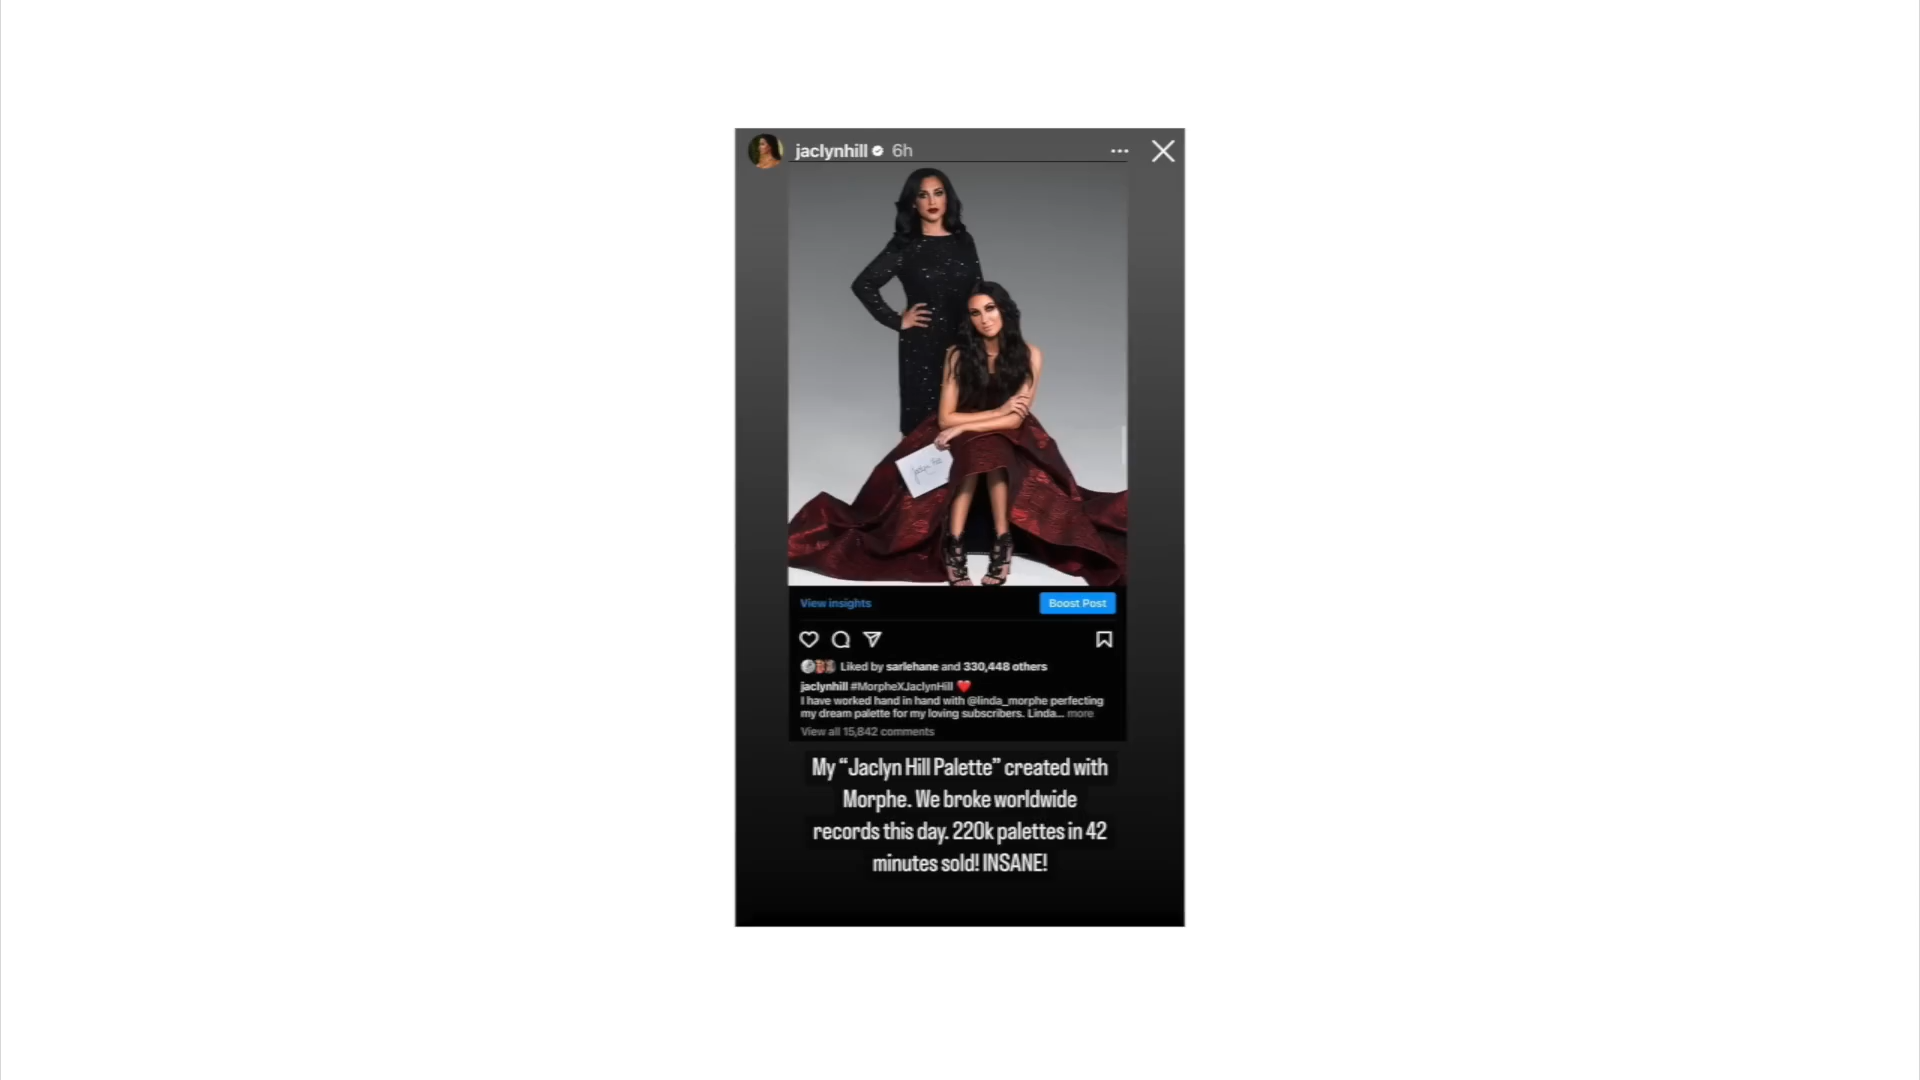 jaclynhill 6h
Jaclyn Hill
View insights
Boost Post
Liked by sarlehane and 330,448 others
jaclynhill #MorpheXJaclynHill ❤️
I have worked hand in hand with @linda_morphe perfecting
my dream palette for my loving subscribers. Linda... more
View all 15,842 comments
My “Jaclyn Hill Palette” created with
Morphe. We broke worldwide
records this day. 220k palettes in 42
minutes sold! INSANE!